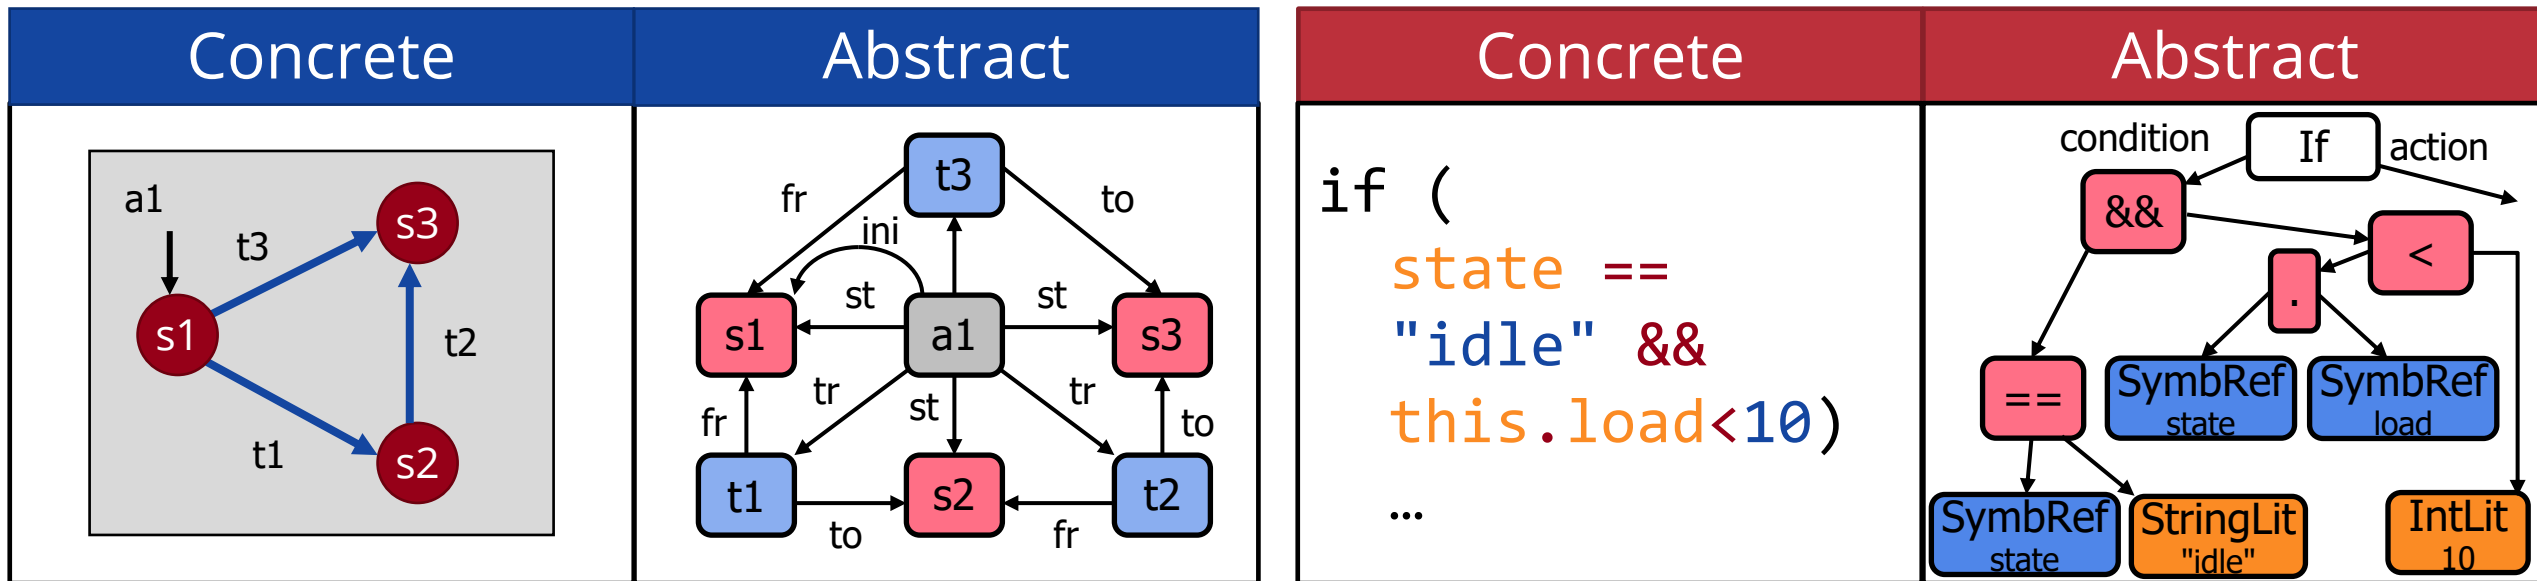 Concrete
Abstract
Concrete
Abstract
a1
t3
s3
s1
t2
t1
s2
t3
fr
to
ini
st
st
s1
a1
s3
tr
st
tr
fr
to
t1
s2
t2
to
fr
if (
state ==
"idle" &&
this.load<10)
…
condition
If
action
&&
<
.
==
SymbRef
state
SymbRef
load
SymbRef
state
StringLit
"idle"
IntLit
10